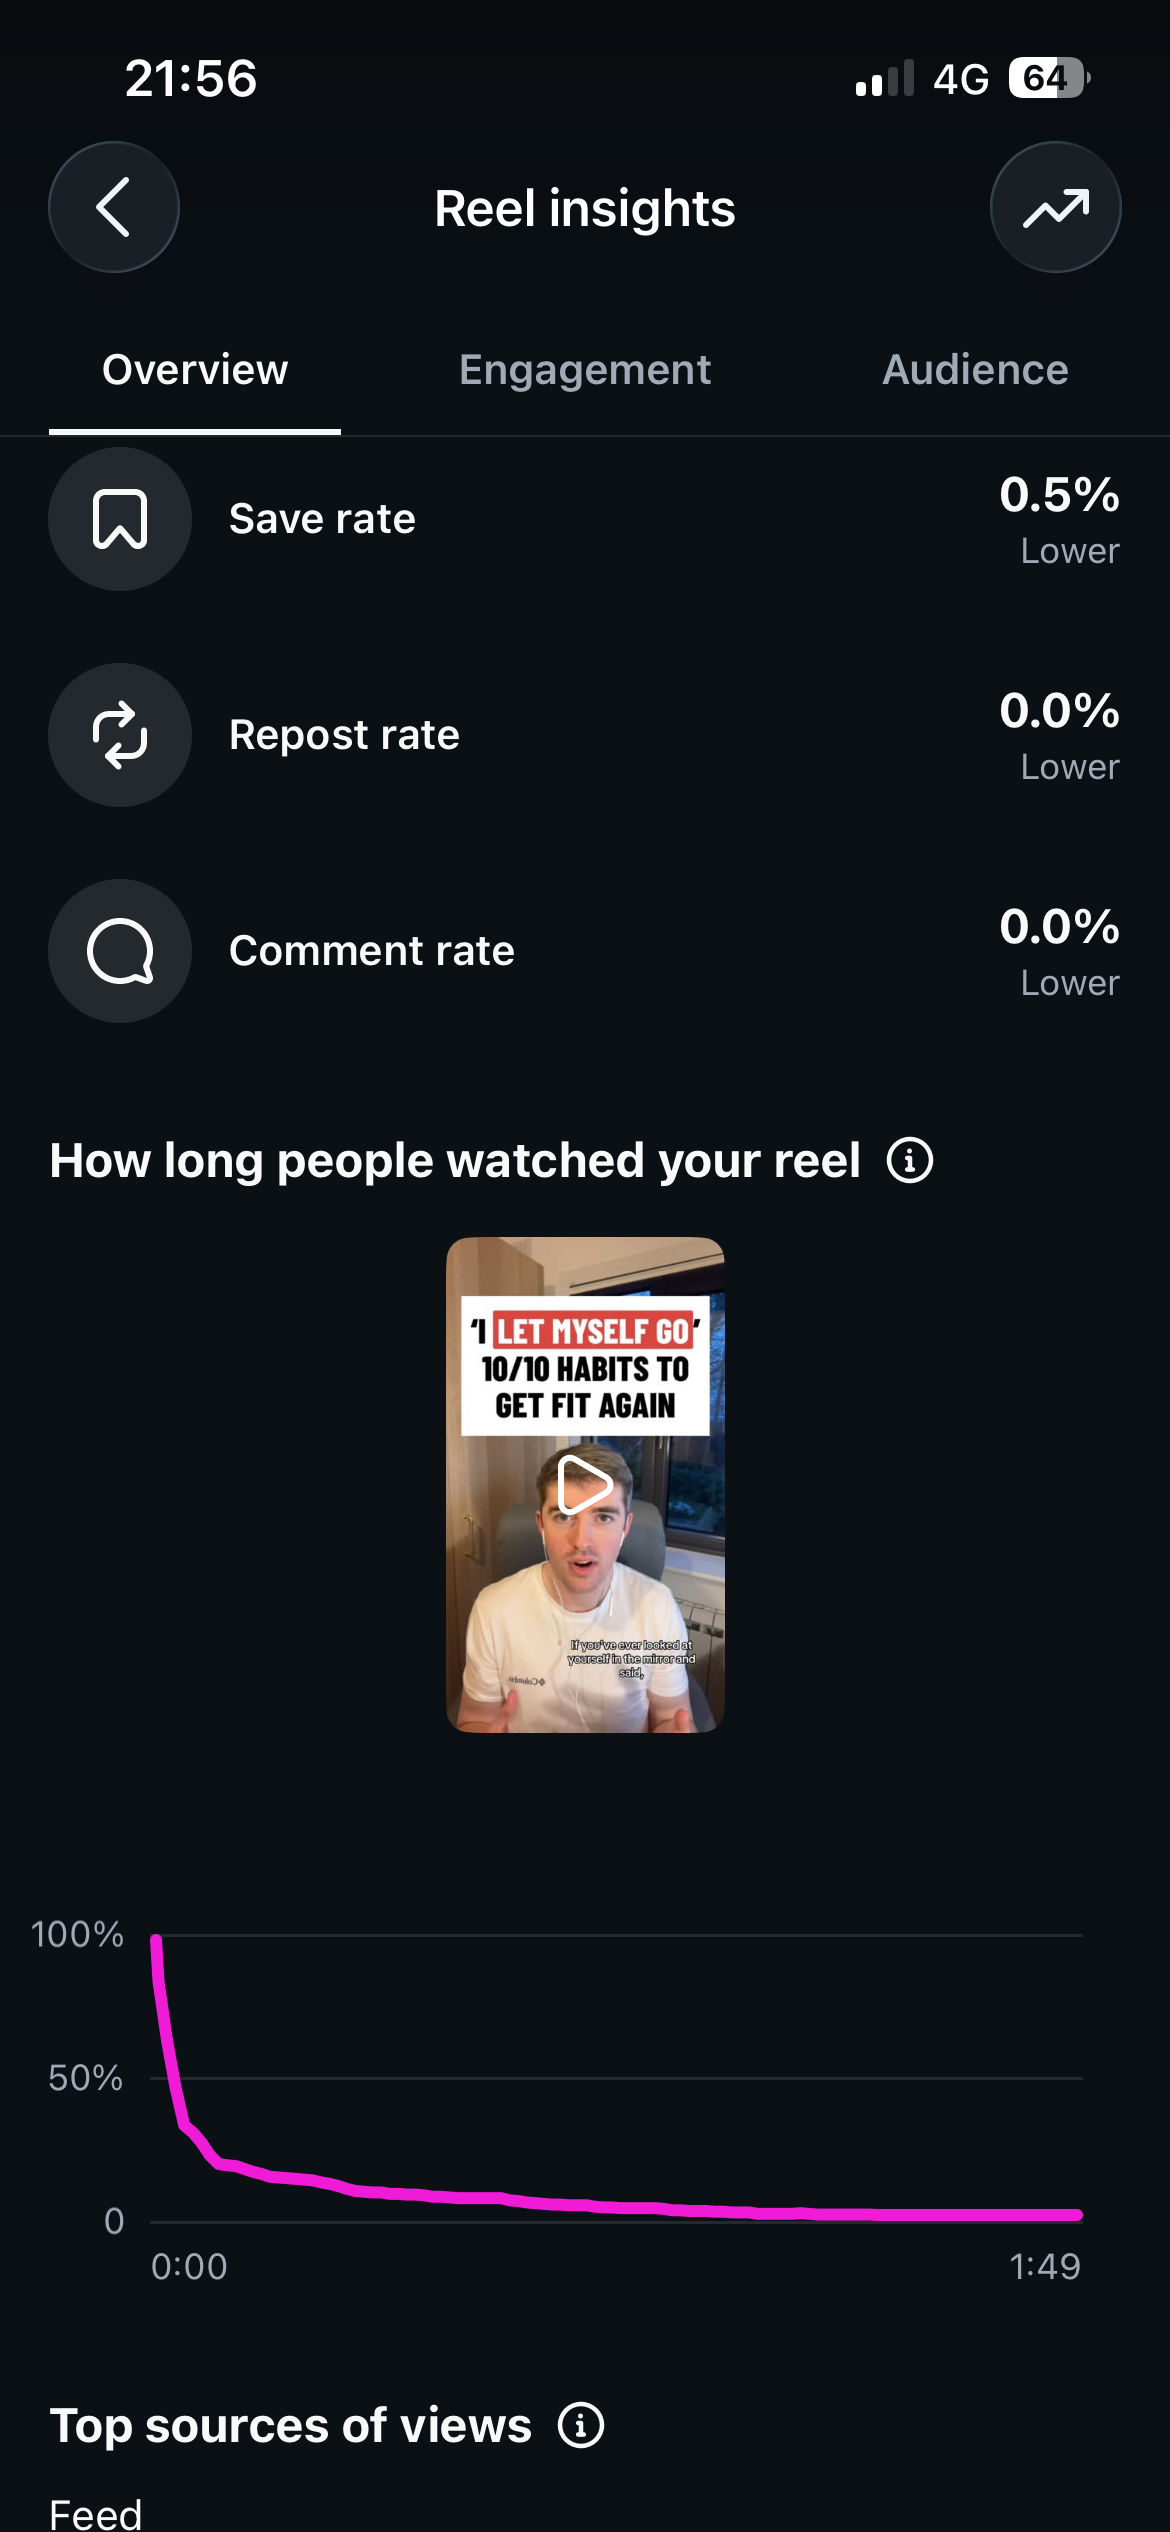 21:56
4G 64
Reel insights
Overview Engagement Audience
Save rate
0.5%
Lower
Repost rate
0.0%
Lower
Comment rate
0.0%
Lower
How long people watched your reel
‘I LET MYSELF GO’
10/10 HABITS TO
GET FIT AGAIN
If you've ever looked at
yourself in the mirror and
said,
Columbia
100%
50%
0
0:00 1:49
Top sources of views
Feed